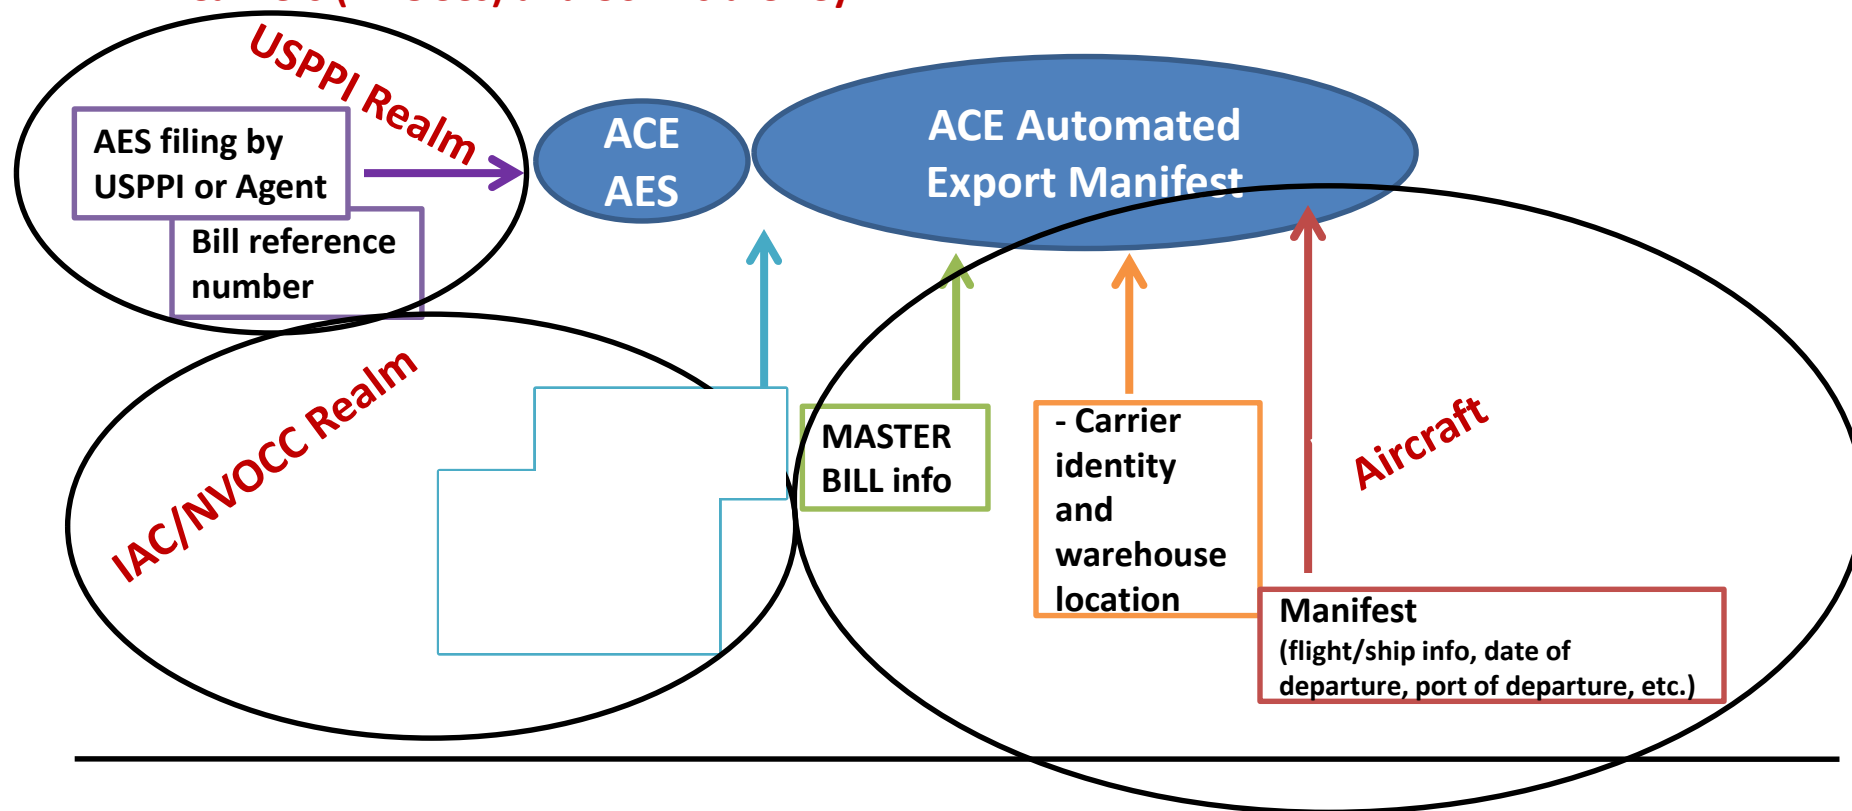 USPPI Realm
AES filing by
USPPI or Agent
Bill reference
number
ACE
AES
ACE Automated
Export Manifest
IAC/NVOCC Realm
MASTER
BILL info
- Carrier
identity
and
warehouse
location
Aircraft
Manifest
(flight/ship info, date of
departure, port of departure, etc.)